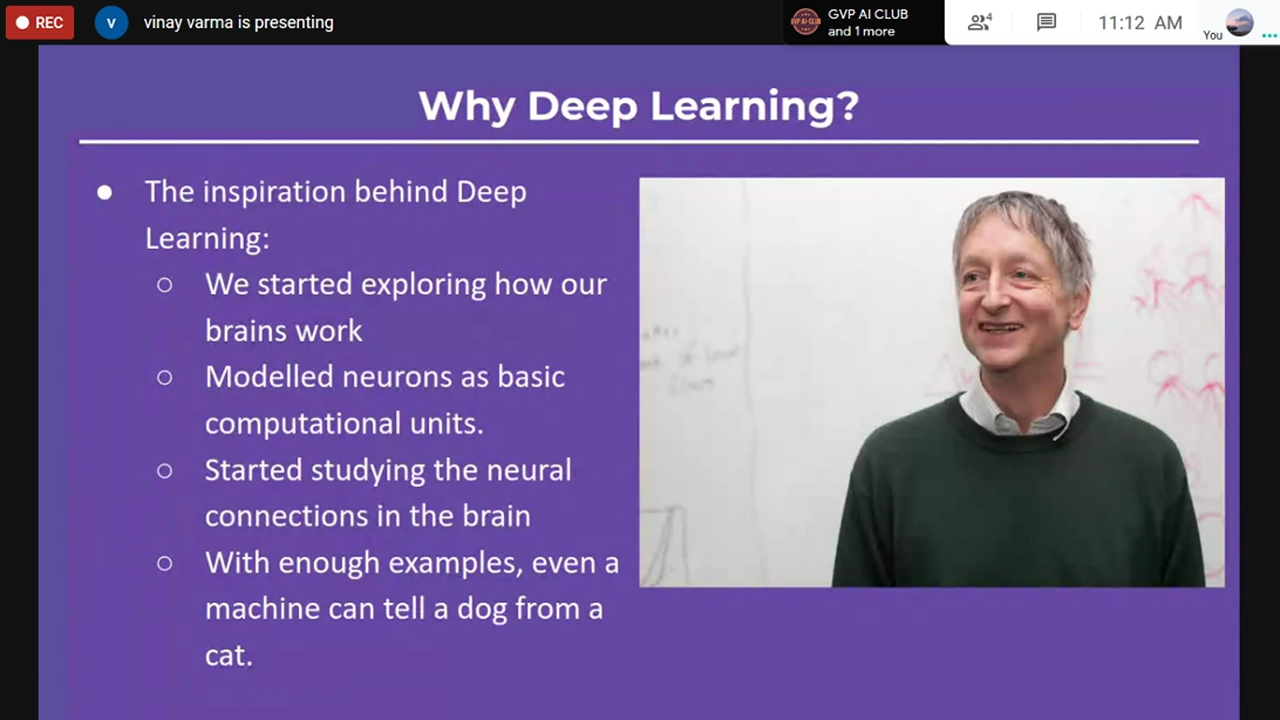 REC
v
vinay varma is presenting
GVP AI CLUB
and 1 more
4
11:12 AM
You
Why Deep Learning?
The inspiration behind Deep
Learning:
We started exploring how our
brains work
Modelled neurons as basic
computational units.
Started studying the neural
connections in the brain
With enough examples, even a
machine can tell a dog from a
cat.